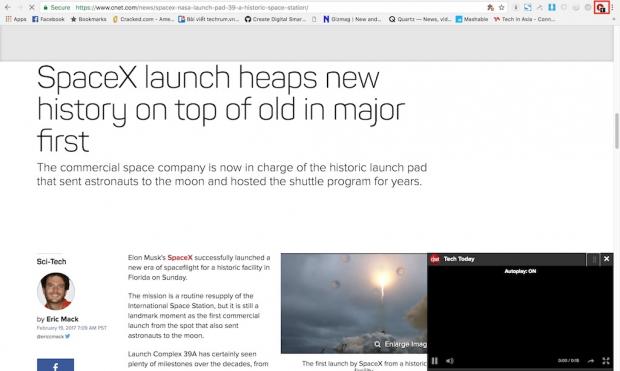 Secure https://www.cnet.com/news/spacex-nasa-launch-pad-39-a-historic-space-station/
Apps Facebook Cracked.com - Ame... Bài viết techrum.vn... Create Digital Smar... Gizmag | New and... Quartz — News, vid... Mashable Tech in Asia - Conn...
SpaceX launch heaps new
history on top of old in major
first
The commercial space company is now in charge of the historic launch pad
that sent astronauts to the moon and hosted the shuttle program for years.
Sci-Tech
by Eric Mack
February 19, 2017 7:09 AM PST
@ericcmack
f
Elon Musk's SpaceX successfully launched a
new era of spaceflight for a historic facility in
Florida on Sunday.
The mission is a routine resupply of the
International Space Station, but it is still a
landmark moment as the first commercial
launch from the spot that also sent
astronauts to the moon.
Launch Complex 39A has certainly seen
plenty of milestones over the decades, from
Enlarge Imag
The first launch by SpaceX from a historic
facility
cnet Tech Today
Autoplay: ON
0:00 / 0:15